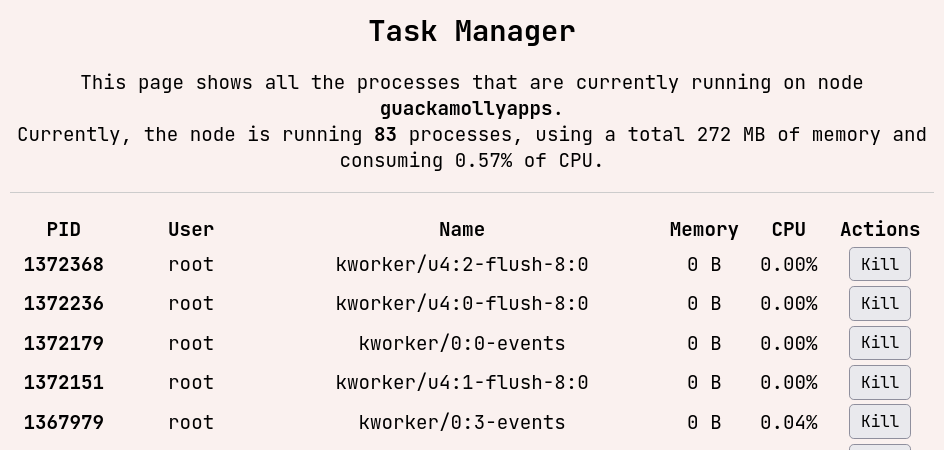 Task Manager
This page shows all the processes that are currently running on node
guackamollyapps.
Currently, the node is running 83 processes, using a total 272 MB of memory and
consuming 0.57% of CPU.
PID User Name Memory CPU Actions
1372368 root kworker/u4:2-flush-8:0 0 B 0.00% Kill
1372236 root kworker/u4:0-flush-8:0 0 B 0.00% Kill
1372179 root kworker/0:0-events 0 B 0.00% Kill
1372151 root kworker/u4:1-flush-8:0 0 B 0.00% Kill
1367979 root kworker/0:3-events 0 B 0.04% Kill